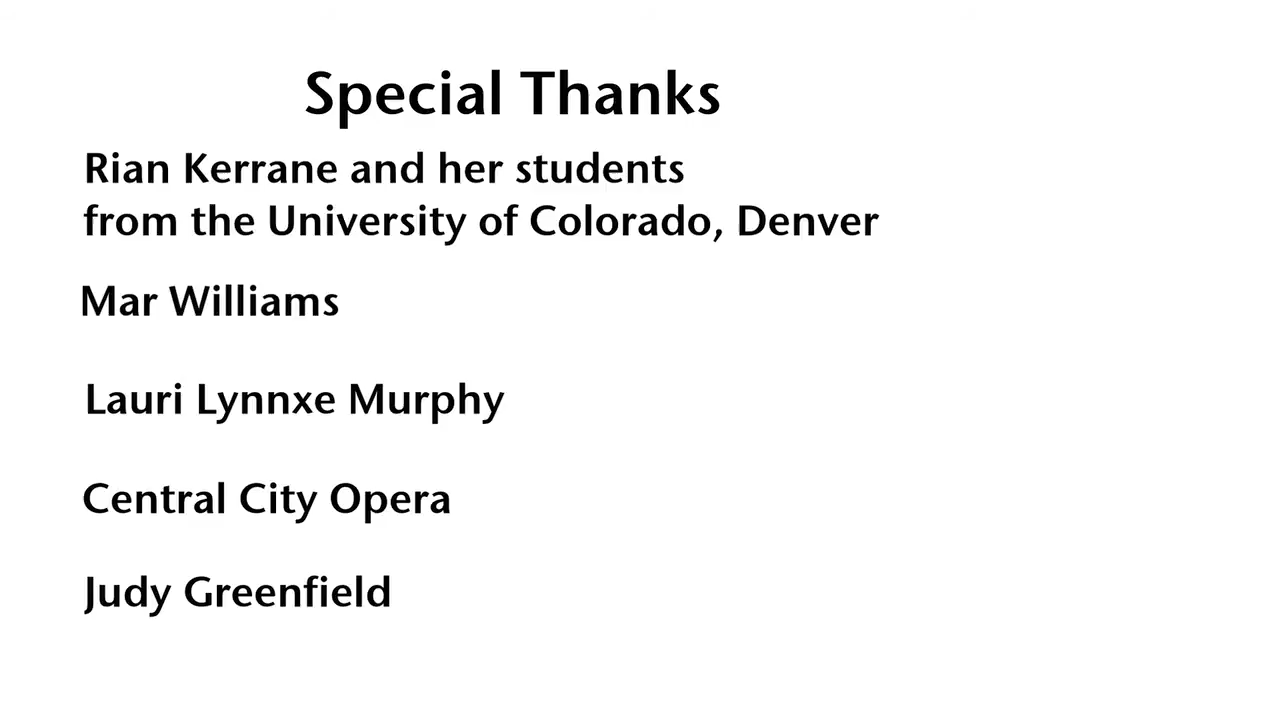 Special Thanks
Rian Kerrane and her students
from the University of Colorado, Denver
Mar Williams
Lauri Lynnxe Murphy
Central City Opera
Judy Greenfield